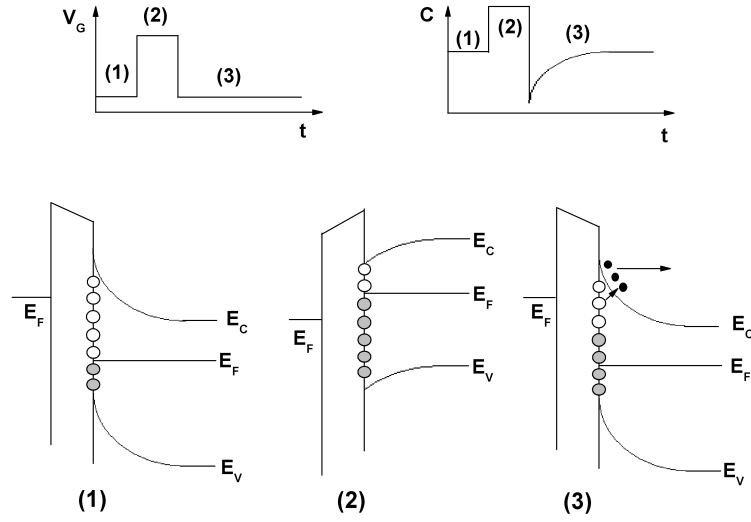 V_G
(2)
(1)
(3)
t
C
(1)
(2)
(3)
t
E_F
E_C
E_F
E_V
(1)
E_C
E_F
E_F
E_V
(2)
E_F
E_C
E_F
E_V
(3)